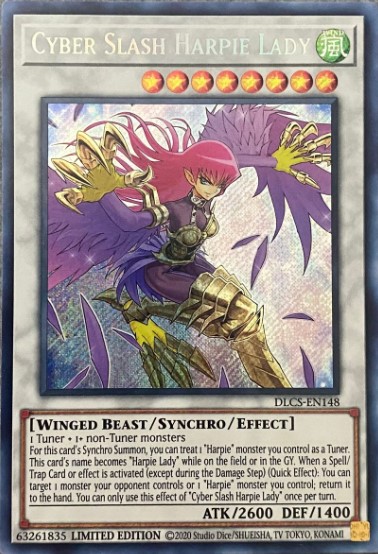 CYBER SLASH HARPIE LADY 風
DLCS-EN148
[WINGED BEAST/SYNCHRO/EFFECT]
1 Tuner + 1+ non-Tuner monsters
For this card's Synchro Summon, you can treat 1 "Harpie" monster you control as a Tuner.
This card's name becomes "Harpie Lady" while on the field or in the GY. When a Spell/
Trap Card or effect is activated (except during the Damage Step) (Quick Effect): You can
target 1 monster your opponent controls or 1 "Harpie" monster you control; return it
to the hand. You can only use this effect of "Cyber Slash Harpie Lady" once per turn.
ATK/2600 DEF/1400
63261835 LIMITED EDITION ©2020 Studio Dice/SHUEISHA, TV TOKYO, KONAMI